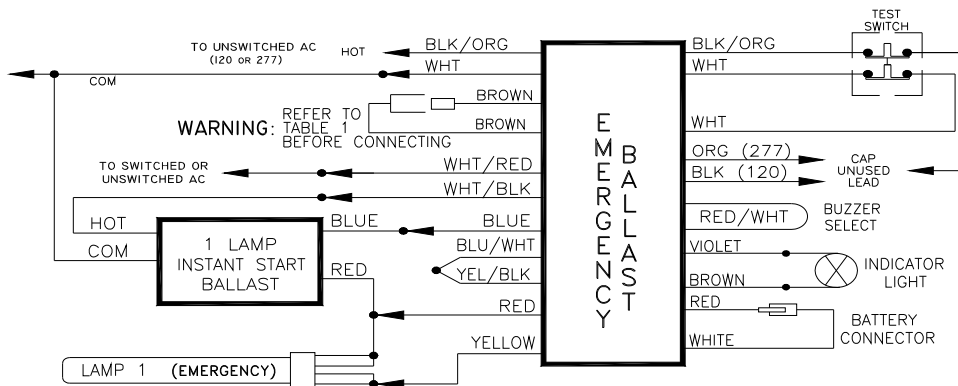 TO UNSWITCHED AC
(120 OR 277)
HOT
BLK/ORG
COM
WHT
BROWN
WARNING: REFER TO
TABLE 1
BEFORE CONNECTING
BROWN
TO SWITCHED OR
UNSWITCHED AC
WHT/RED
WHT/BLK
HOT
COM
1 LAMP
INSTANT START
BALLAST
BLUE
BLUE
BLU/WHT
YEL/BLK
RED
RED
YELLOW
LAMP 1 (EMERGENCY)
EMERGENCY
BALLAST
TEST
SWITCH
BLK/ORG
WHT
WHT
ORG (277)
BLK (120)
CAP
UNUSED
LEAD
RED/WHT
BUZZER
SELECT
VIOLET
BROWN
INDICATOR
LIGHT
RED
WHITE
BATTERY
CONNECTOR